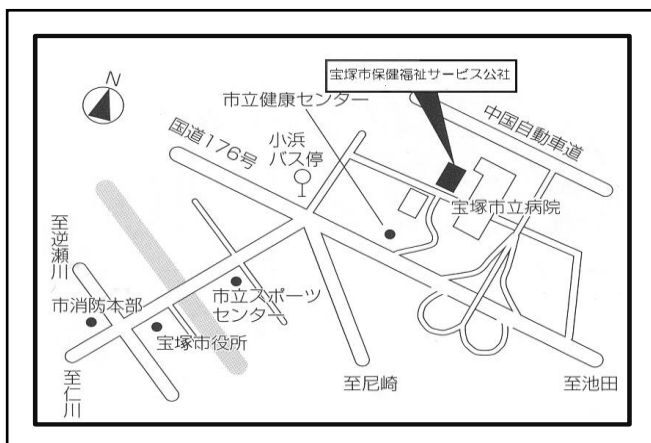 N
宝塚市保健福祉サービス公社
市立健康センター
中国自動車道
国道176号
小浜
バス停
宝塚市立病院
至逆瀬川
市消防本部
市立スポーツ
センター
宝塚市役所
至仁川
至尼崎
至池田